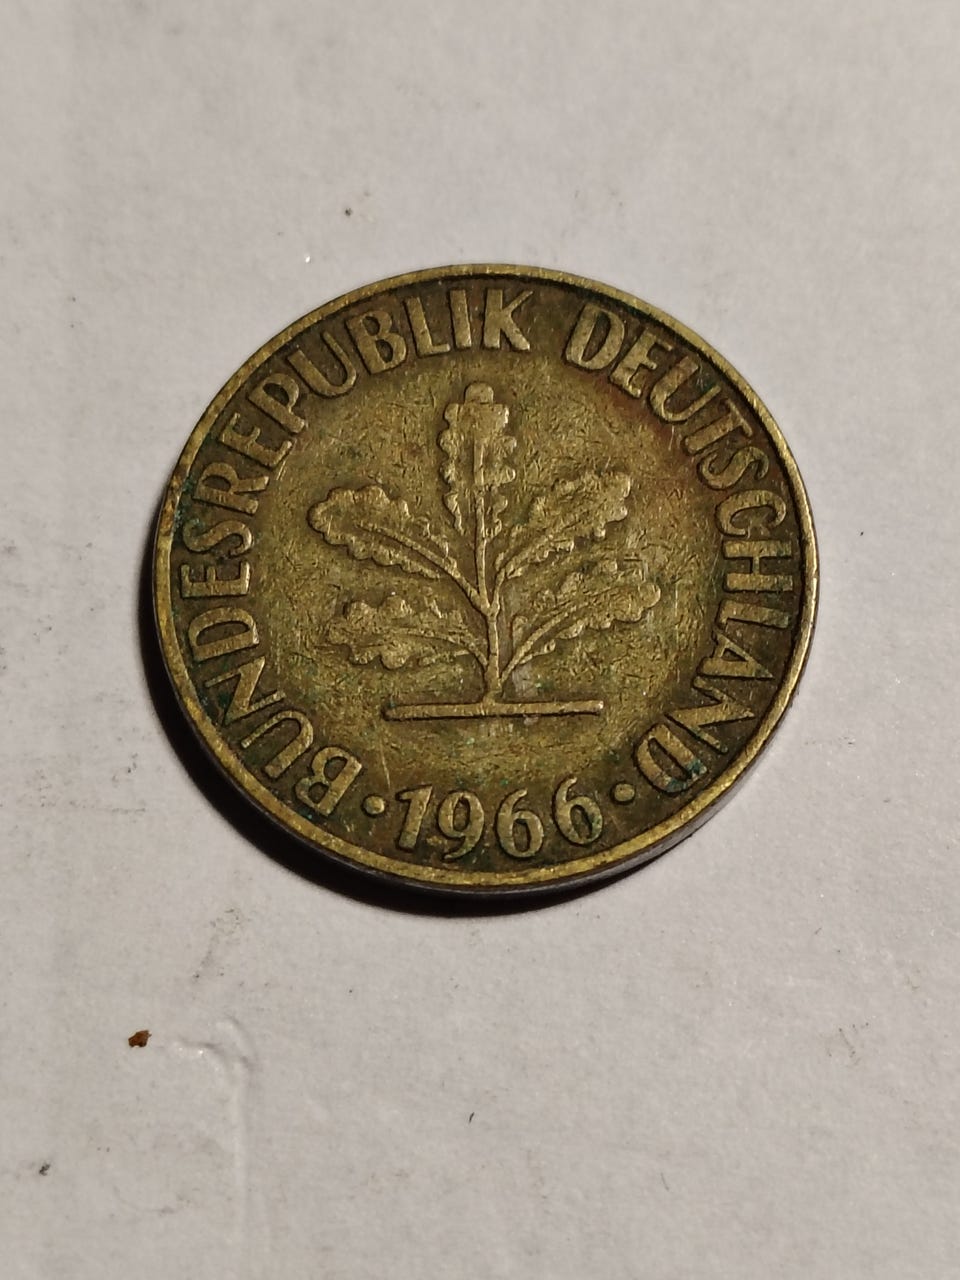 BUNDESREPUBLIK DEUTSCHLAND
· 1966 ·